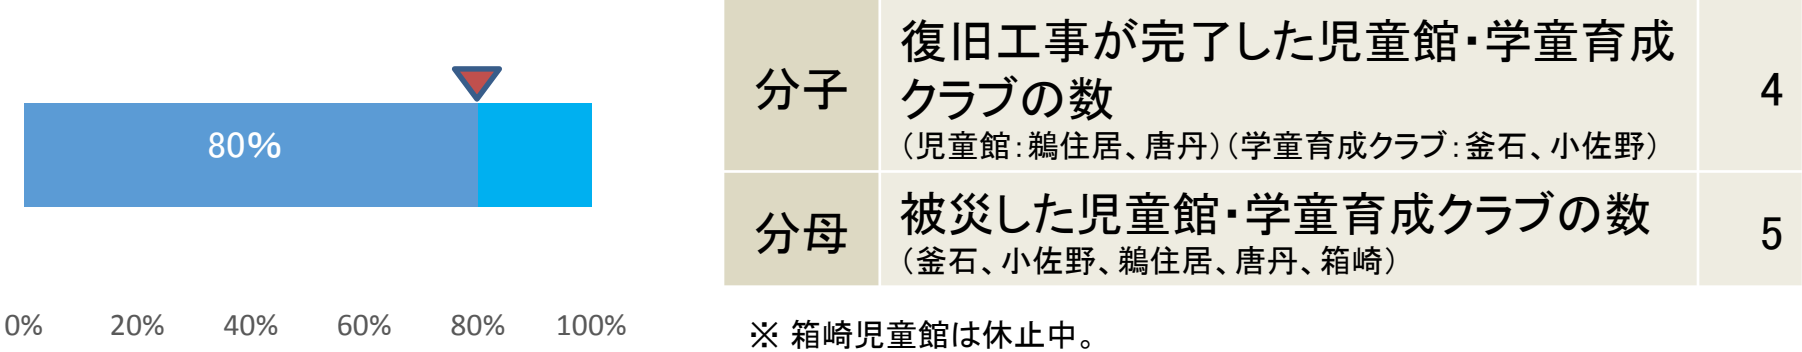 80%
0% 20% 40% 60% 80% 100%
分子
復旧工事が完了した児童館・学童育成
クラブの数
（児童館：鵜住居、唐丹）（学童育成クラブ：釜石、小佐野）
4
分母
被災した児童館・学童育成クラブの数
（釜石、小佐野、鵜住居、唐丹、箱崎）
5
※ 箱崎児童館は休止中。